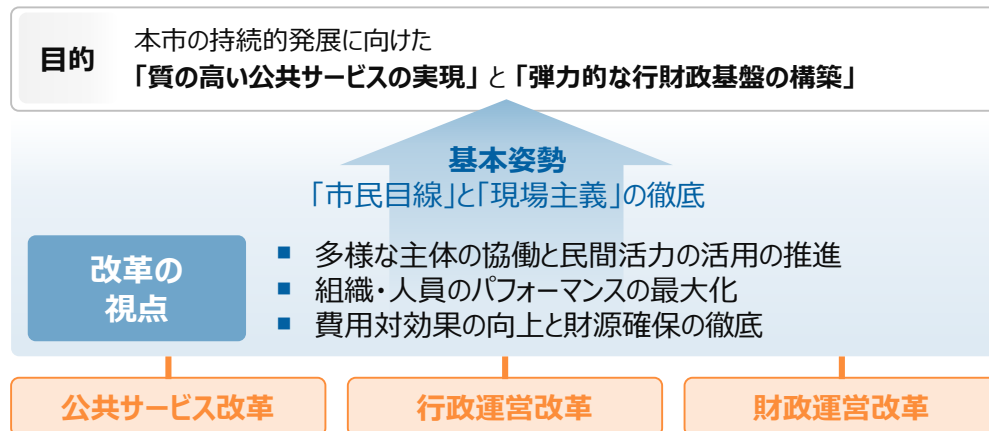 目的
本市の持続的発展に向けた
「質の高い公共サービスの実現」と「弾力的な行財政基盤の構築」
基本姿勢
「市民目線」と「現場主義」の徹底
改革の
視点
■ 多様な主体の協働と民間活力の活用の推進
■ 組織・人員のパフォーマンスの最大化
■ 費用対効果の向上と財源確保の徹底
公共サービス改革
行政運営改革
財政運営改革